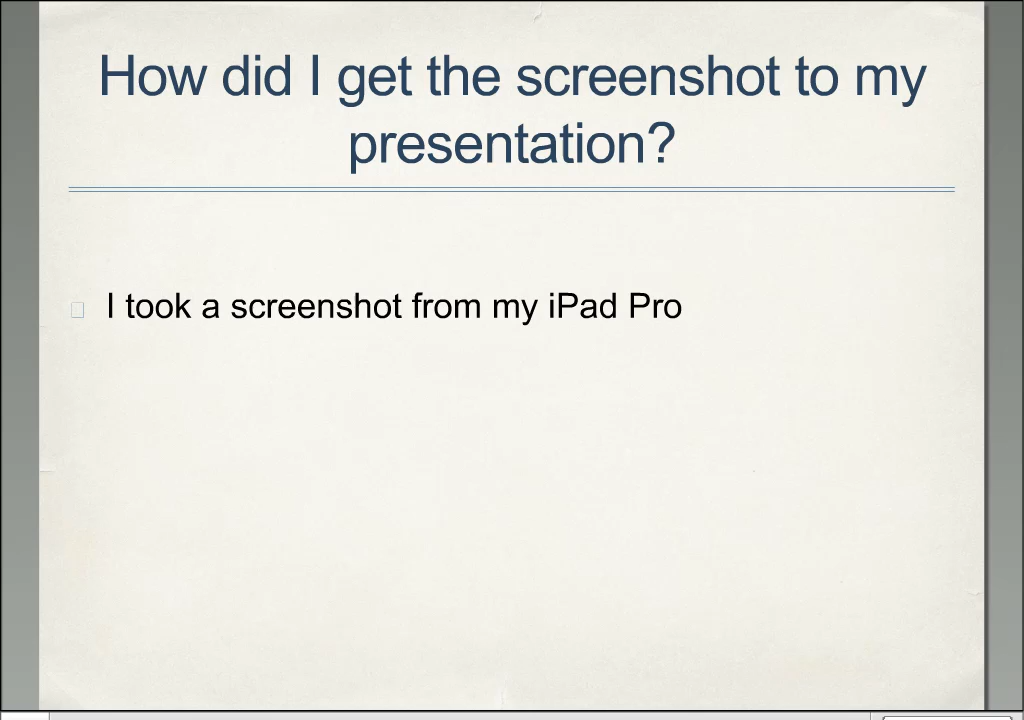 How did I get the screenshot to my
presentation?
I took a screenshot from my iPad Pro